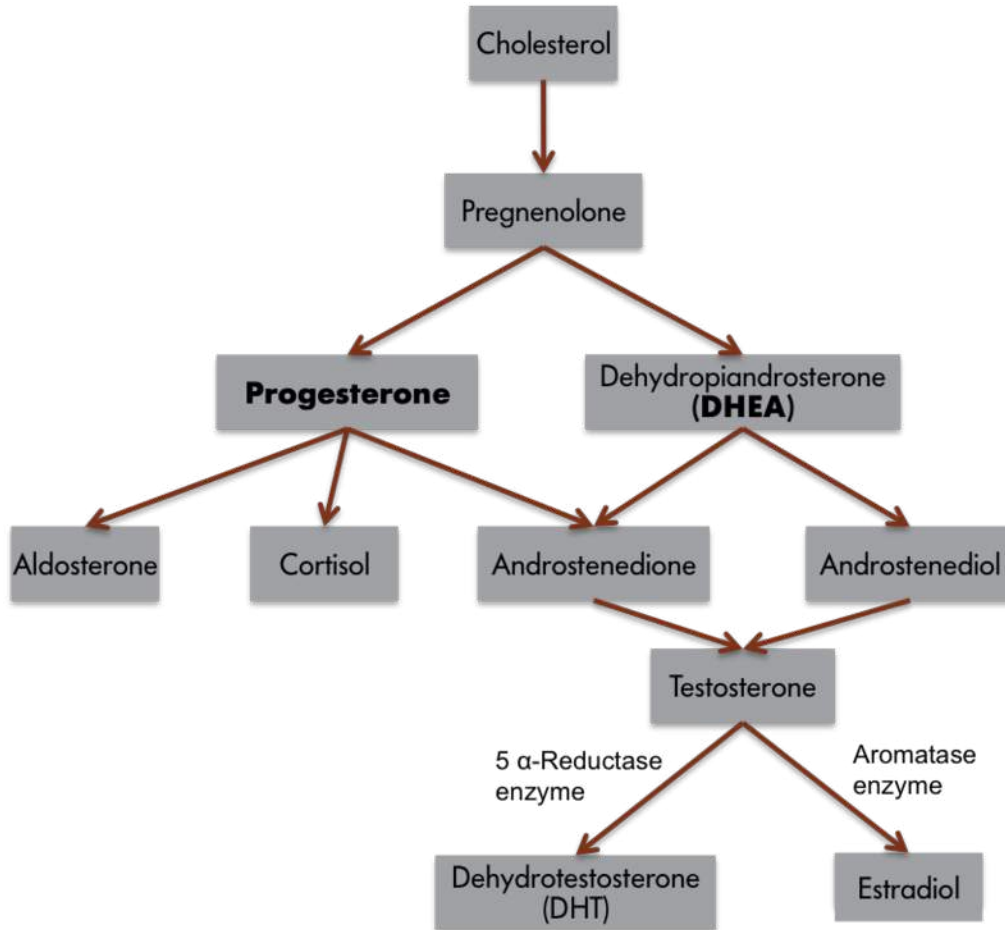 Cholesterol
Pregnenolone
Progesterone
Dehydropiandrosterone
(DHEA)
Aldosterone
Cortisol
Androstenedione
Androstenediol
Testosterone
5 α-Reductase
enzyme
Aromatase
enzyme
Dehydrotestosterone
(DHT)
Estradiol